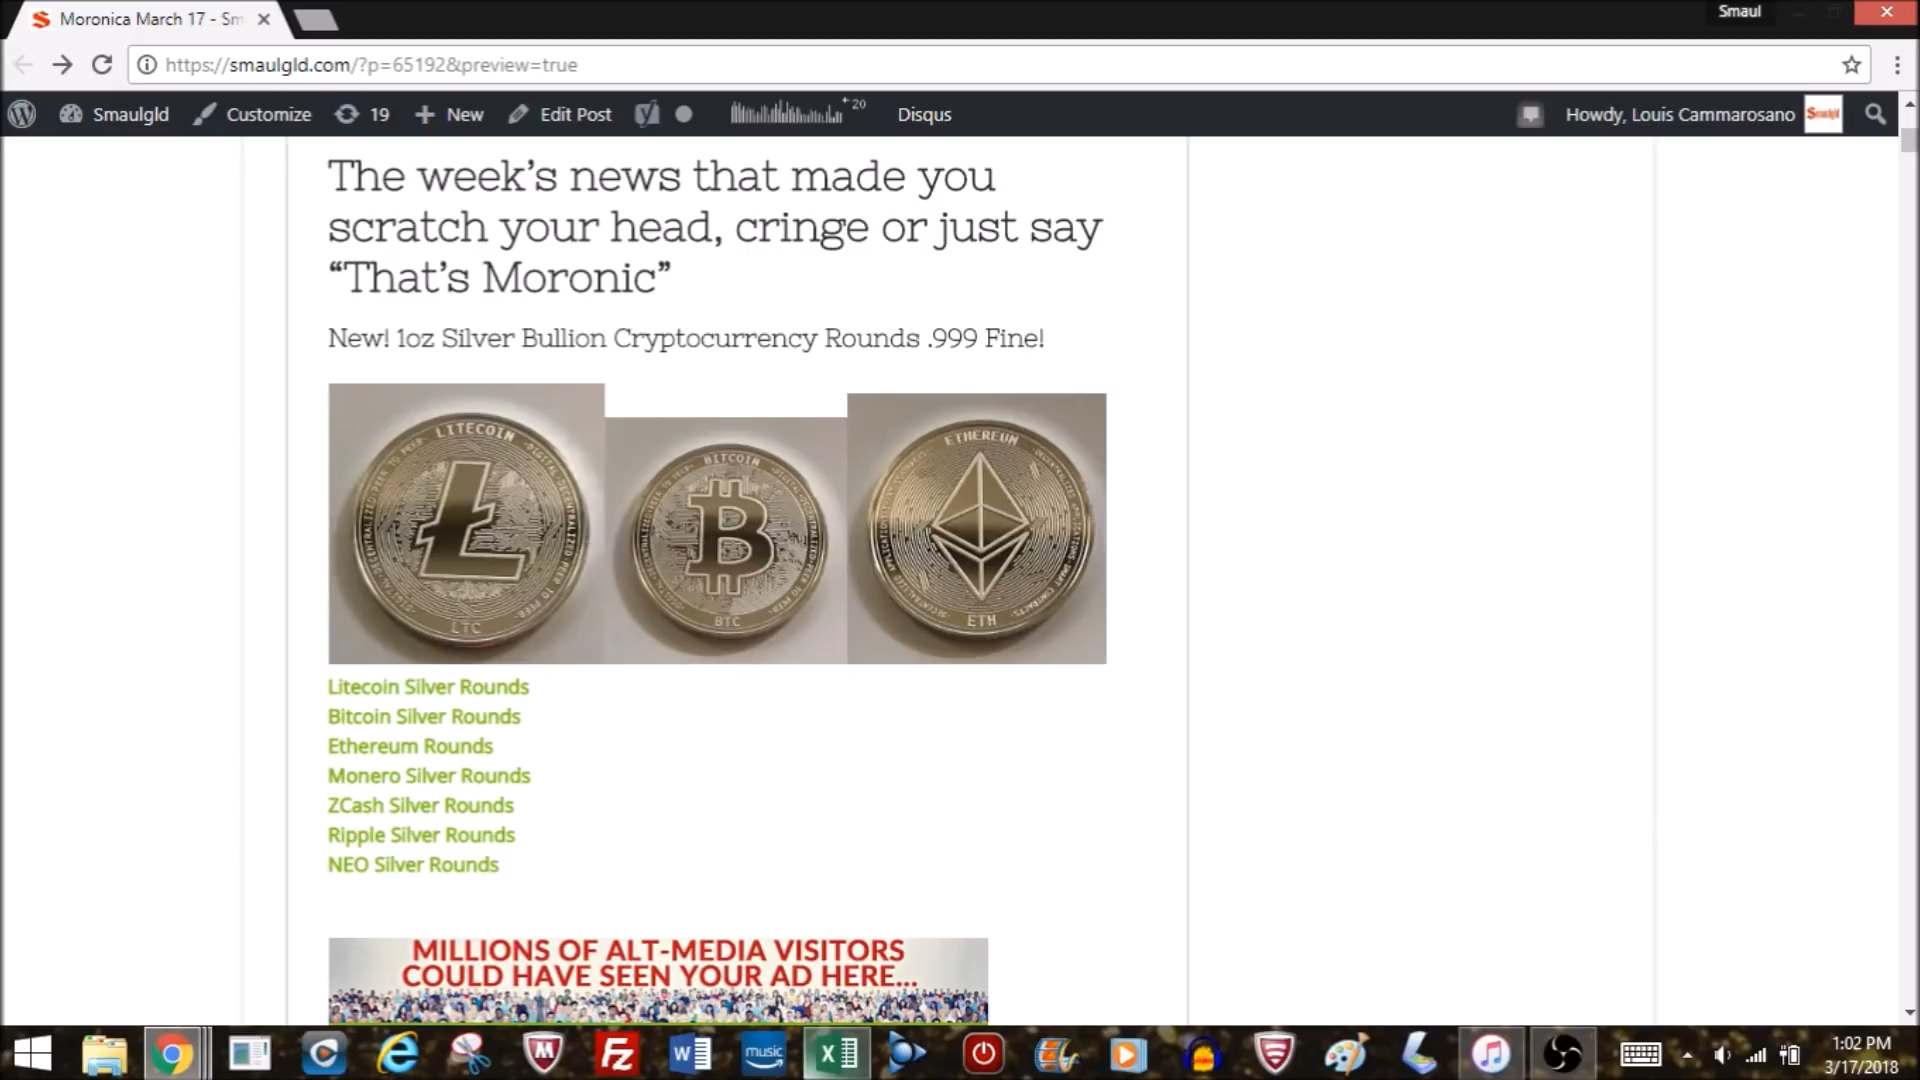 Moronica March 17 - Sm
Smaul
https://smaulgld.com/?p=65192&preview=true
Smaulgld Customize 19 New Edit Post 20 Disqus Howdy, Louis Cammarosano Smaulgld
The week's news that made you
scratch your head, cringe or just say
“That's Moronic”
New! 1oz Silver Bullion Cryptocurrency Rounds .999 Fine!
LITECOIN
LTC
BITCOIN
BTC
ETHEREUM
ETH
Litecoin Silver Rounds
Bitcoin Silver Rounds
Ethereum Rounds
Monero Silver Rounds
ZCash Silver Rounds
Ripple Silver Rounds
NEO Silver Rounds
MILLIONS OF ALT-MEDIA VISITORS
COULD HAVE SEEN YOUR AD HERE...
music
1:02 PM
3/17/2018